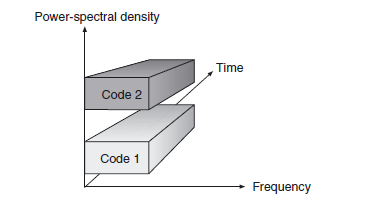 Power-spectral density
Time
Code 2
Code 1
Frequency